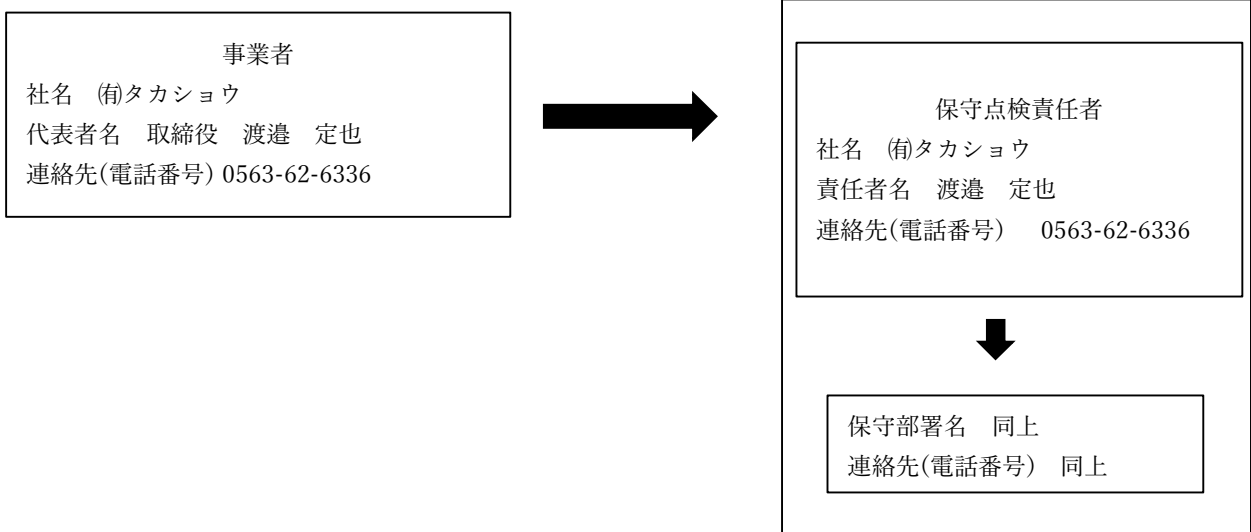 事業者
社名　㈲タカショウ
代表者名　取締役　渡邉　定也
連絡先(電話番号) 0563-62-6336
保守点検責任者
社名　㈲タカショウ
責任者名　渡邉　定也
連絡先(電話番号)　0563-62-6336
保守部署名　同上
連絡先(電話番号)　同上